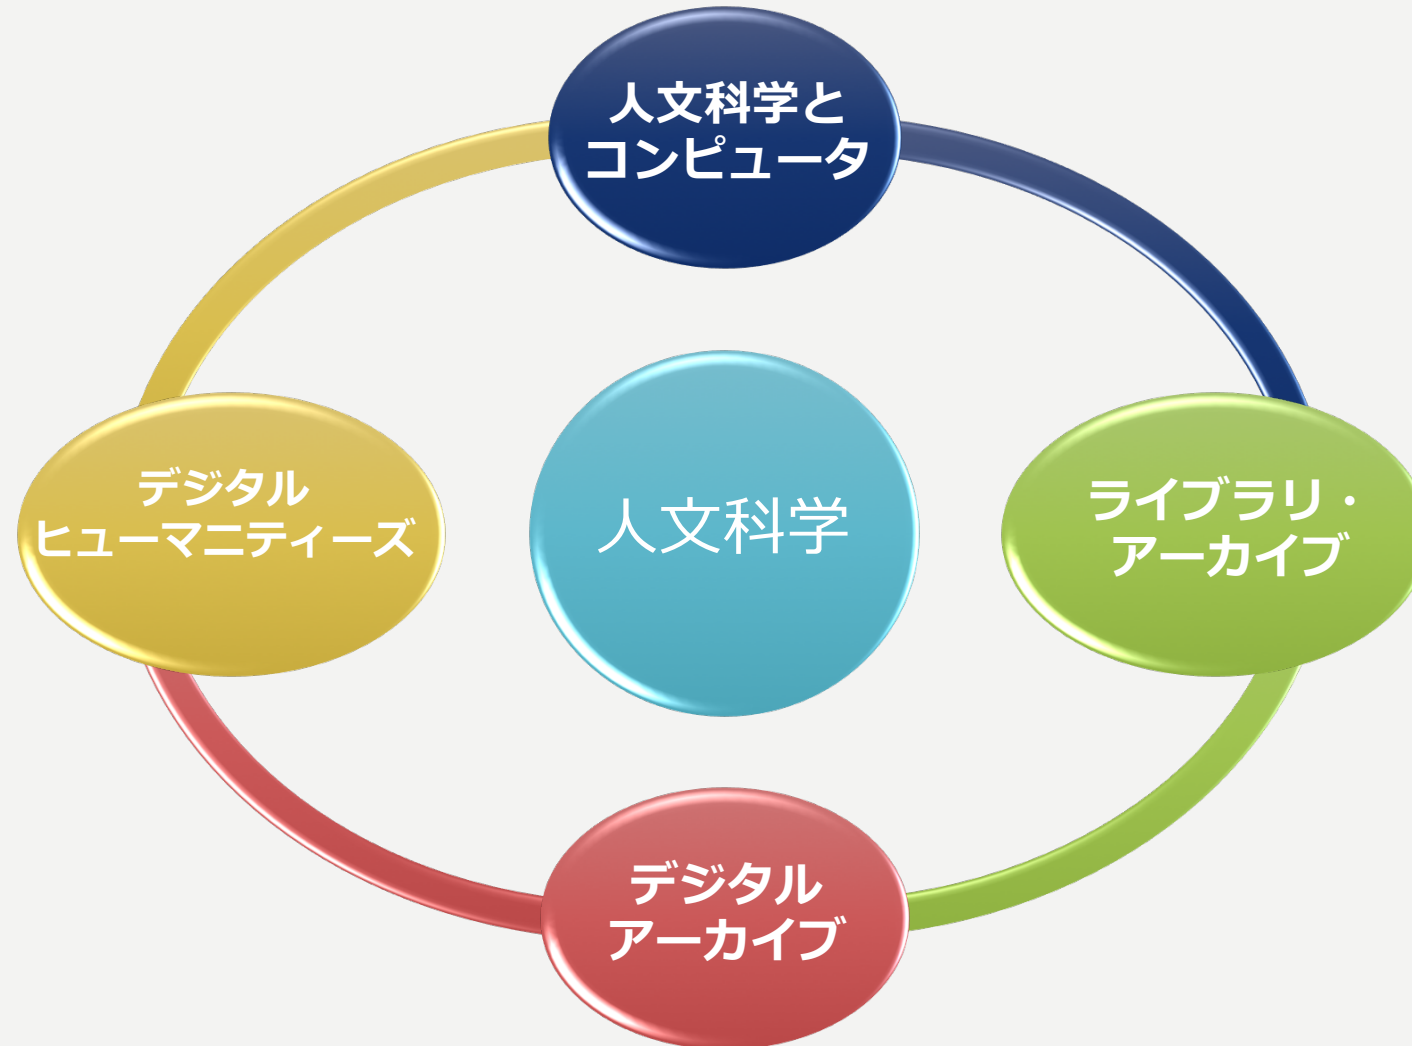 人文科学と
コンピュータ
デジタル
ヒューマニティーズ
人文科学
ライブラリ・
アーカイブ
デジタル
アーカイブ